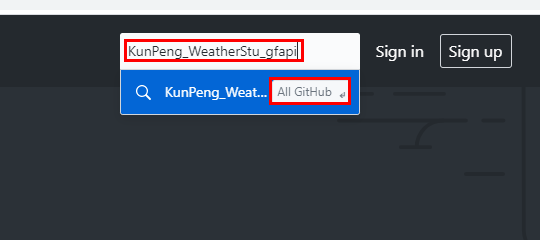 KunPeng_WeatherStu_gfapi
Sign in
Sign up
KunPeng_Weat...
All GitHub